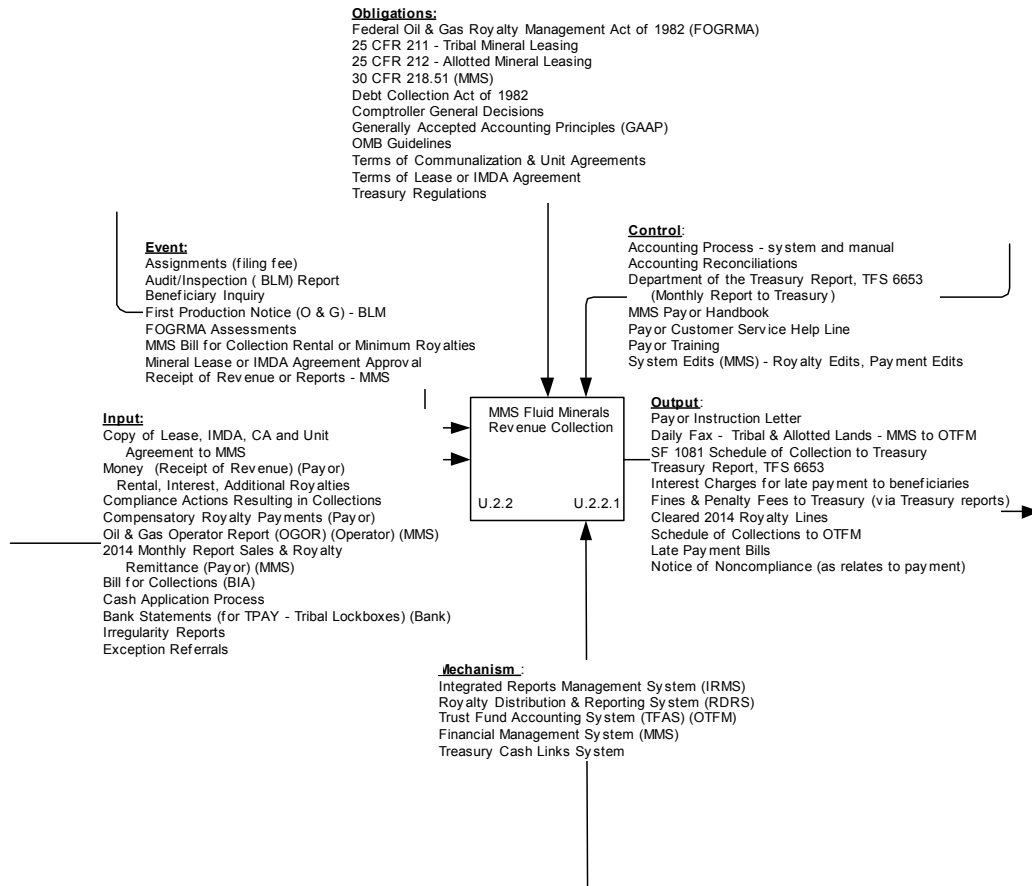 Obligations:
Federal Oil & Gas Royalty Management Act of 1982 (FOGRMA)
25 CFR 211 - Tribal Mineral Leasing
25 CFR 212 - Allotted Mineral Leasing
30 CFR 218.51 (MMS)
Debt Collection Act of 1982
Comptroller General Decisions
Generally Accepted Accounting Principles (GAAP)
OMB Guidelines
Terms of Communalization & Unit Agreements
Terms of Lease or IMDA Agreement
Treasury Regulations
Event:
Assignments (filing fee)
Audit/Inspection ( BLM) Report
Beneficiary Inquiry
First Production Notice (O & G) - BLM
FOGRMA Assessments
MMS Bill for Collection Rental or Minimum Royalties
Mineral Lease or IMDA Agreement Approval
Receipt of Revenue or Reports - MMS
Control:
Accounting Process - system and manual
Accounting Reconciliations
Department of the Treasury Report, TFS 6653
(Monthly Report to Treasury)
MMS Payor Handbook
Payor Customer Service Help Line
Payor Training
System Edits (MMS) - Royalty Edits, Payment Edits
Input:
Copy of Lease, IMDA, CA and Unit
Agreement to MMS
Money (Receipt of Revenue) (Payor)
Rental, Interest, Additional Royalties
Compliance Actions Resulting in Collections
Compensatory Royalty Payments (Payor)
Oil & Gas Operator Report (OGOR) (Operator) (MMS)
2014 Monthly Report Sales & Royalty
Remittance (Payor) (MMS)
Bill for Collections (BIA)
Cash Application Process
Bank Statements (for TPAY - Tribal Lockboxes) (Bank)
Irregularity Reports
Exception Referrals
MMS Fluid Minerals
Revenue Collection
U.2.2 U.2.2.1
Output:
Payor Instruction Letter
Daily Fax - Tribal & Allotted Lands - MMS to OTFM
SF 1081 Schedule of Collection to Treasury
Treasury Report, TFS 6653
Interest Charges for late payment to beneficiaries
Fines & Penalty Fees to Treasury (via Treasury reports)
Cleared 2014 Royalty Lines
Schedule of Collections to OTFM
Late Payment Bills
Notice of Noncompliance (as relates to payment)
Mechanism :
Integrated Reports Management System (IRMS)
Royalty Distribution & Reporting System (RDRS)
Trust Fund Accounting System (TFAS) (OTFM)
Financial Management System (MMS)
Treasury Cash Links System